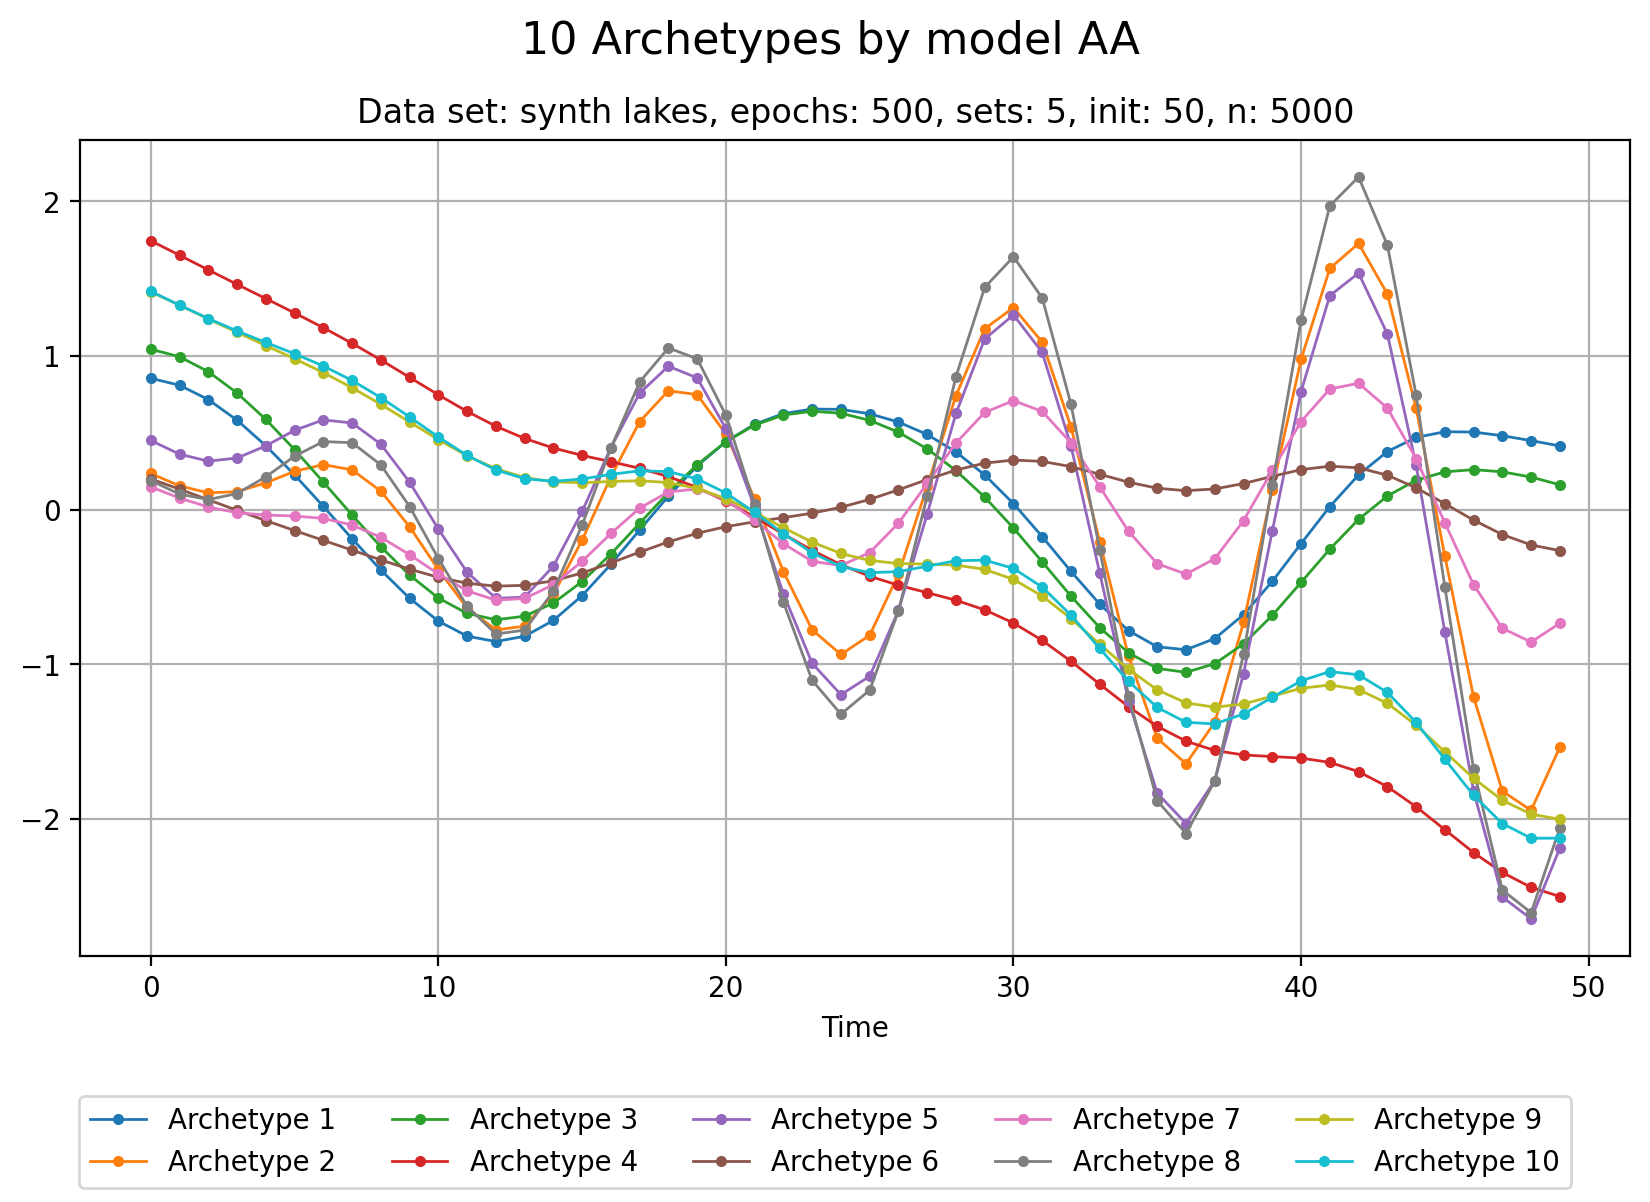 10 Archetypes by model AA
Data set: synth lakes, epochs: 500, sets: 5, init: 50, n: 5000
2
1
0
−1
−2
0 10 20 30 40 50
Time
Archetype 1 Archetype 3 Archetype 5 Archetype 7 Archetype 9
Archetype 2 Archetype 4 Archetype 6 Archetype 8 Archetype 10